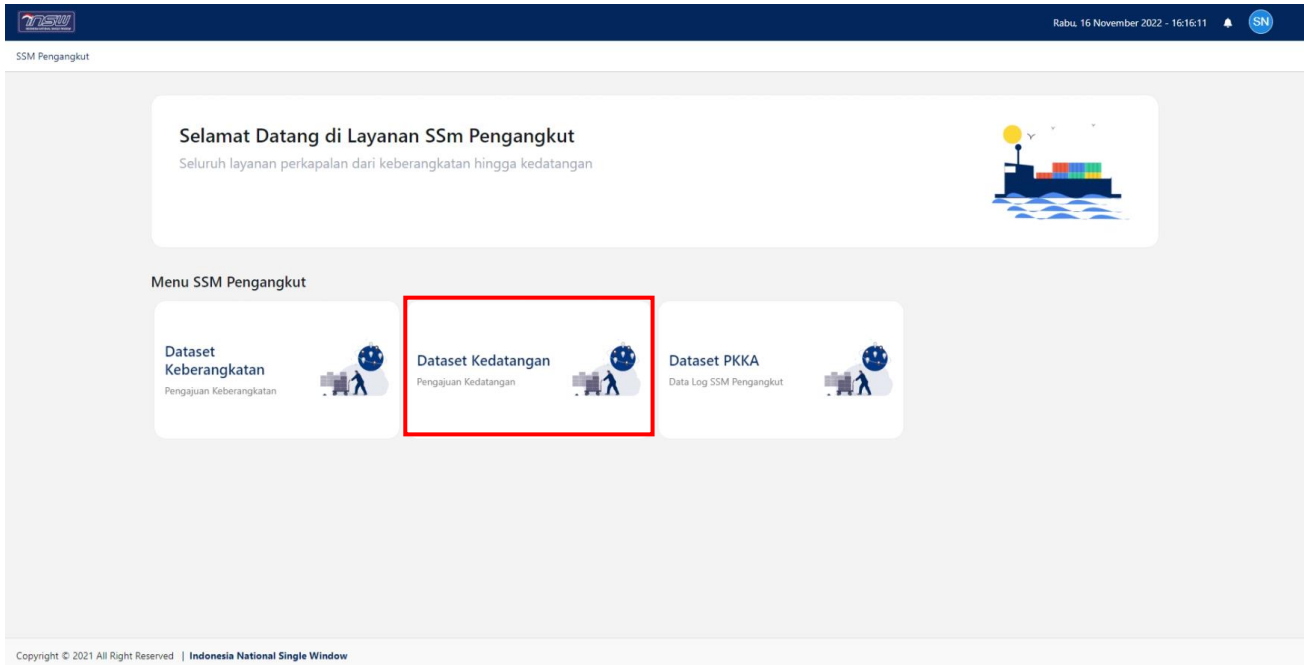 INSW
Rabu, 16 November 2022 - 16:16:11
SN
SSM Pengangkut
Selamat Datang di Layanan SSm Pengangkut
Seluruh layanan perkapalan dari keberangkatan hingga kedatangan
Menu SSM Pengangkut
Dataset
Keberangkatan
Pengajuan Keberangkatan
Dataset Kedatangan
Pengajuan Kedatangan
Dataset PKKA
Data Log SSM Pengangkut
Copyright © 2021 All Right Reserved | Indonesia National Single Window